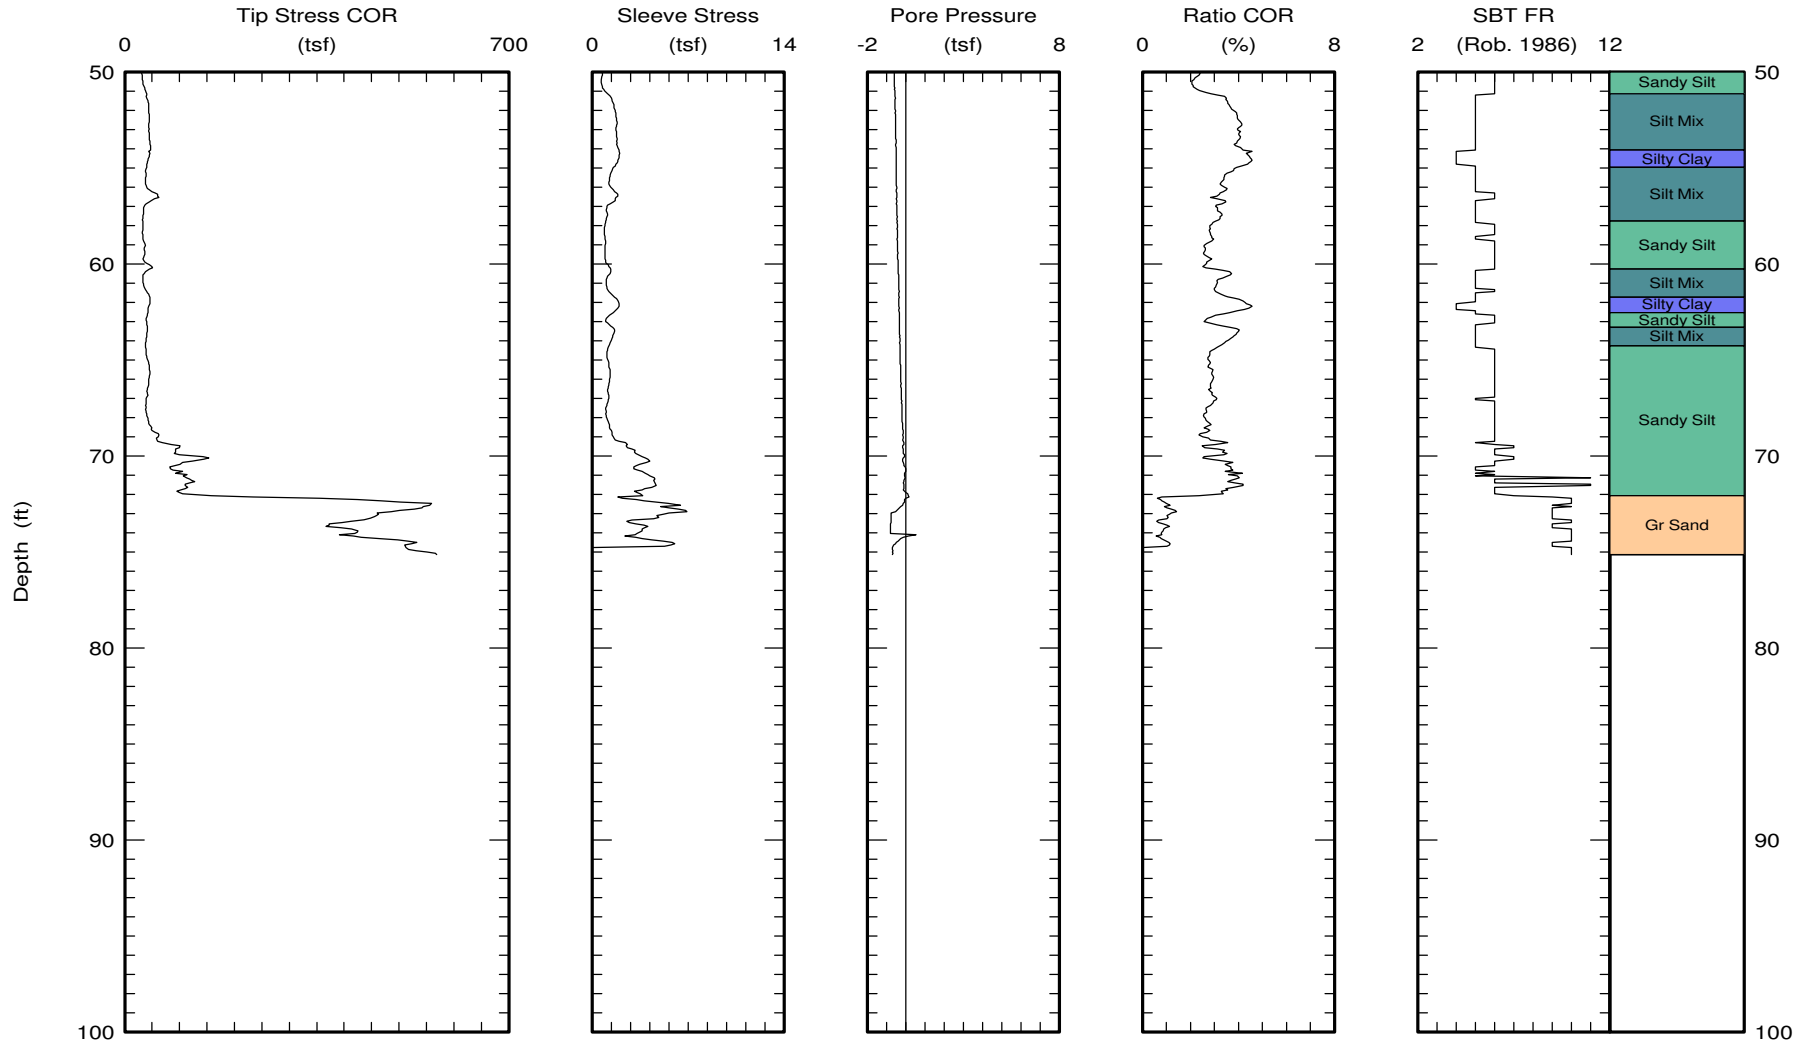 Tip Stress COR Sleeve Stress Pore Pressure Ratio COR SBT FR
0 (tsf) 700 0 (tsf) 14 -2 (tsf) 8 0 (%) 8 2 (Rob. 1986) 12
50 50
Sandy Silt
Silt Mix
Silty Clay
Silt Mix
Sandy Silt
60 60
Silt Mix
Silty Clay
Sandy Silt
Silt Mix
Sandy Silt
70 70
Gr Sand
Depth (ft)
80 80
90 90
100 100